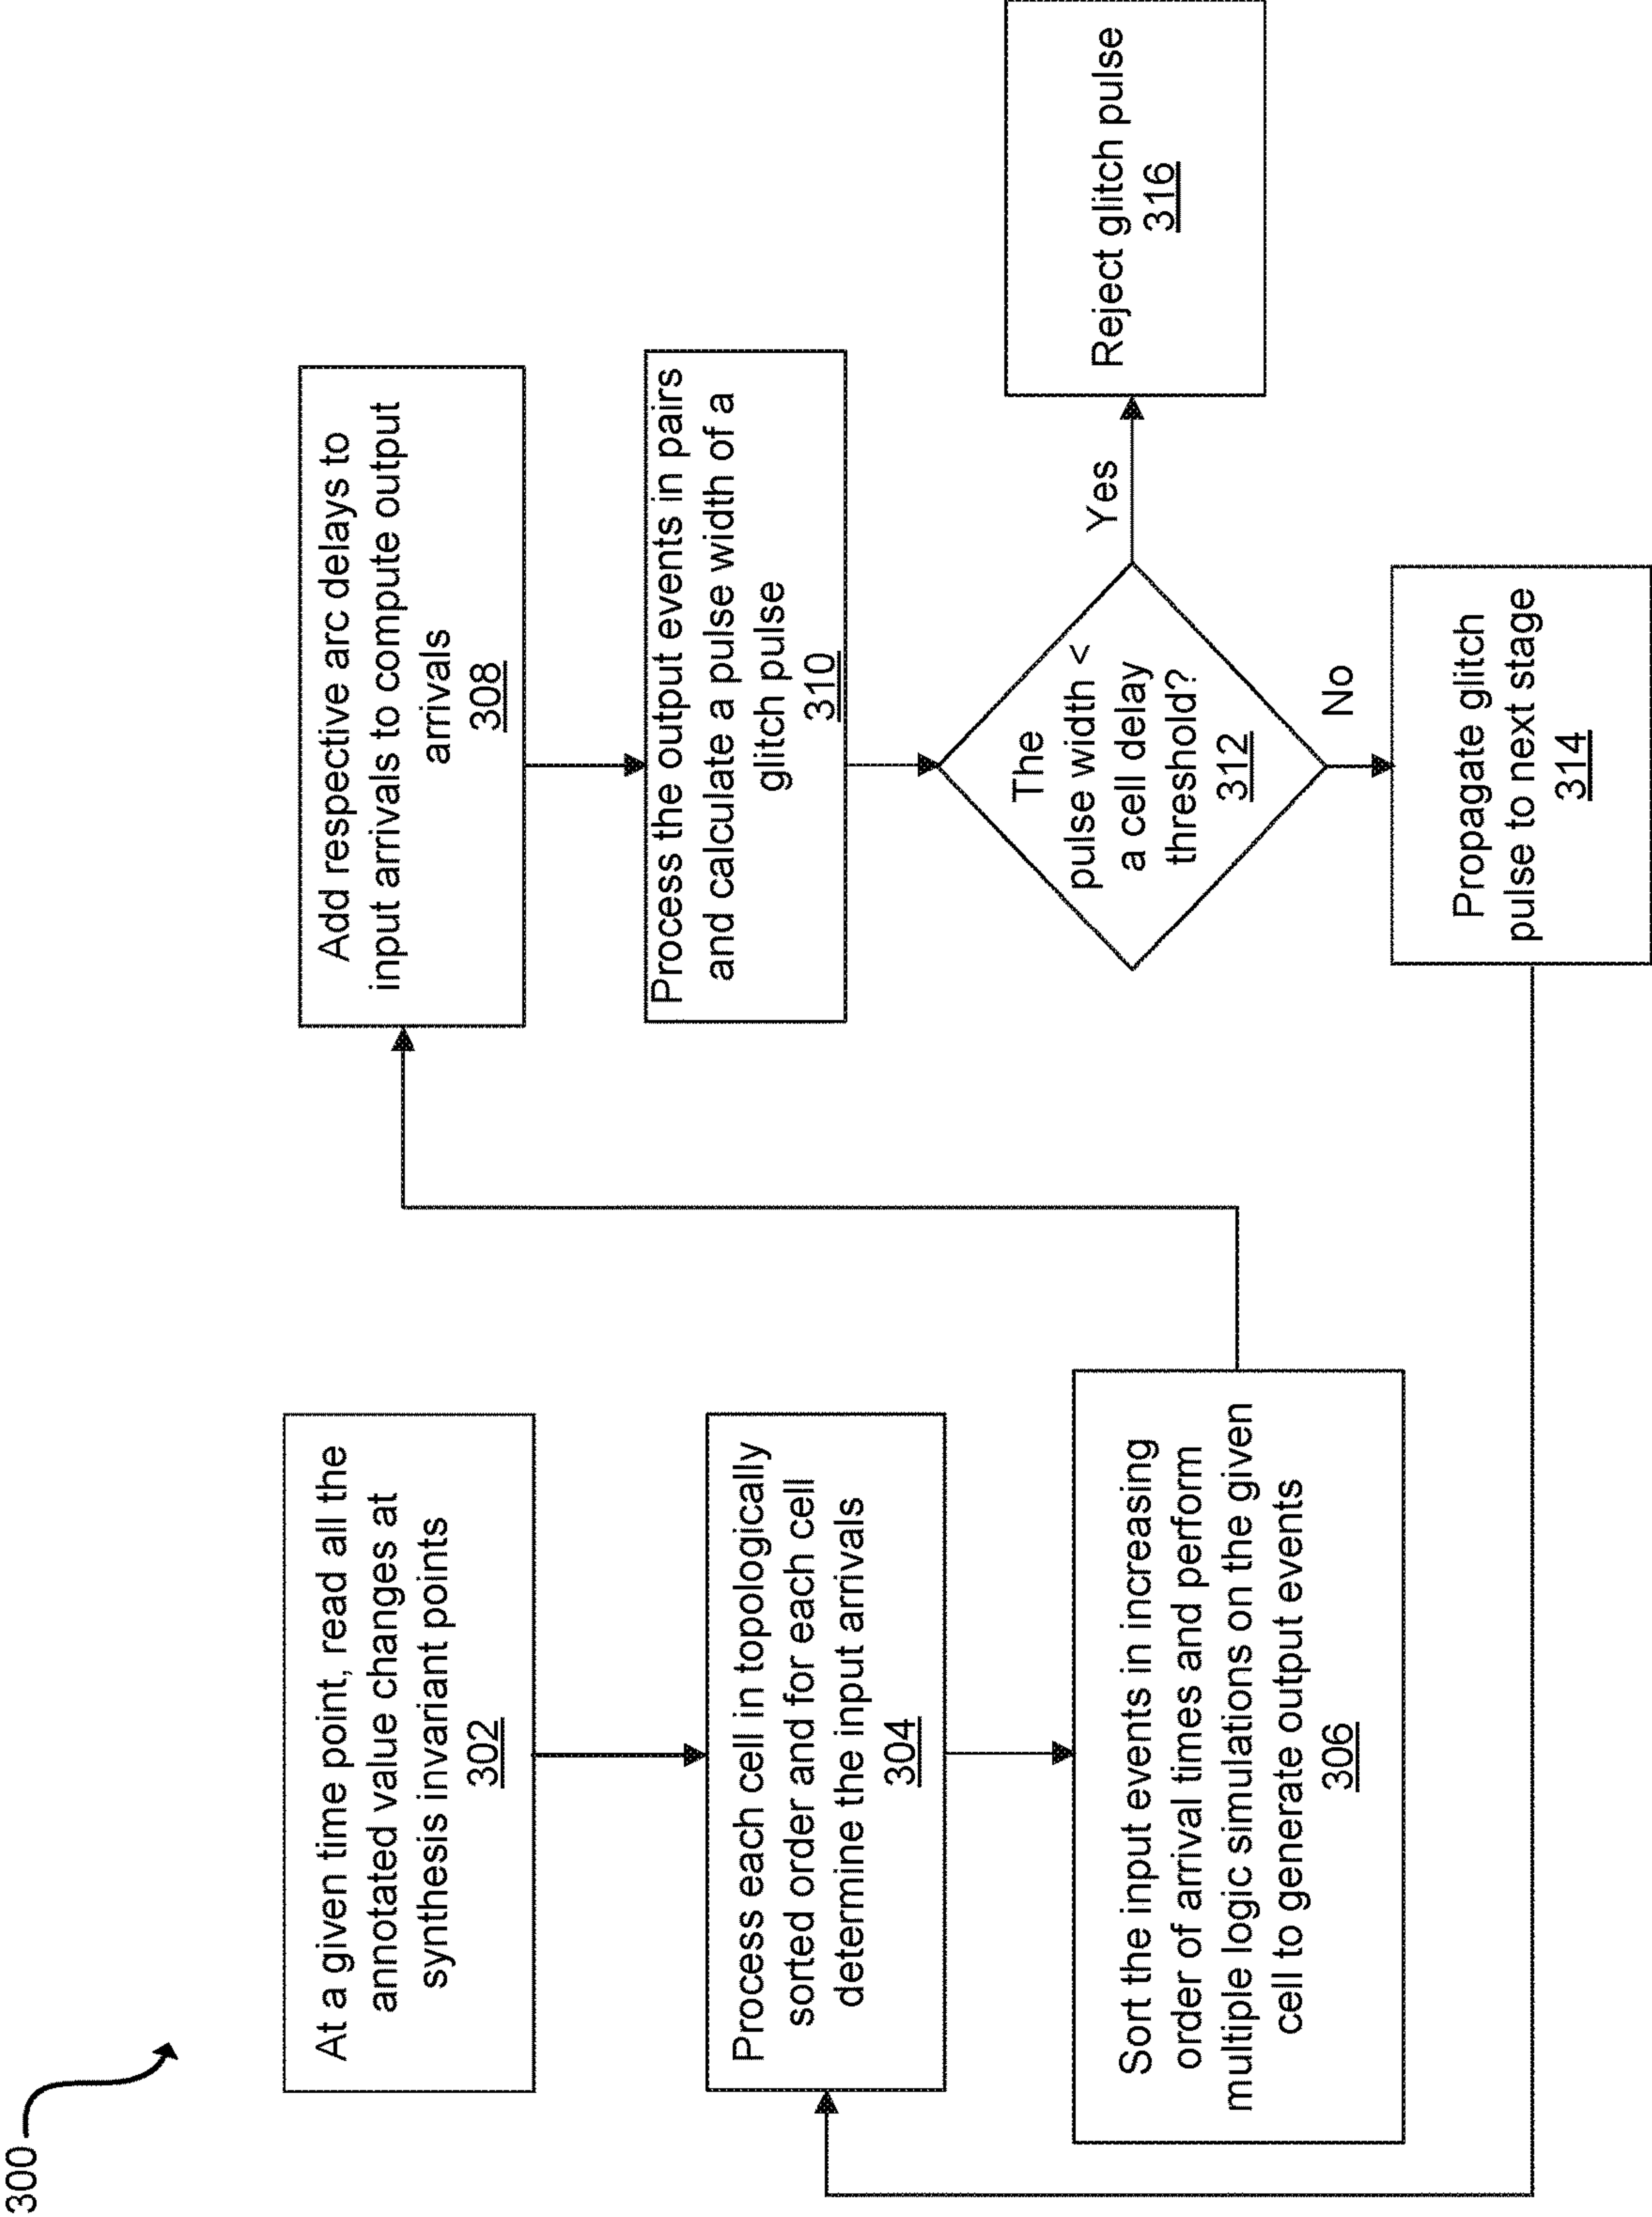 300
At a given time point, read all the
annotated value changes at
synthesis invariant points
302
Process each cell in topologically
sorted order and for each cell
determine the input arrivals
304
Sort the input events in increasing
order of arrival times and perform
multiple logic simulations on the given
cell to generate output events
306
Add respective arc delays to
input arrivals to compute output
arrivals
308
Process the output events in pairs
and calculate a pulse width of a
glitch pulse
310
The
pulse width <
a cell delay
threshold?
312
Yes
Reject glitch pulse
316
No
Propagate glitch
pulse to next stage
314